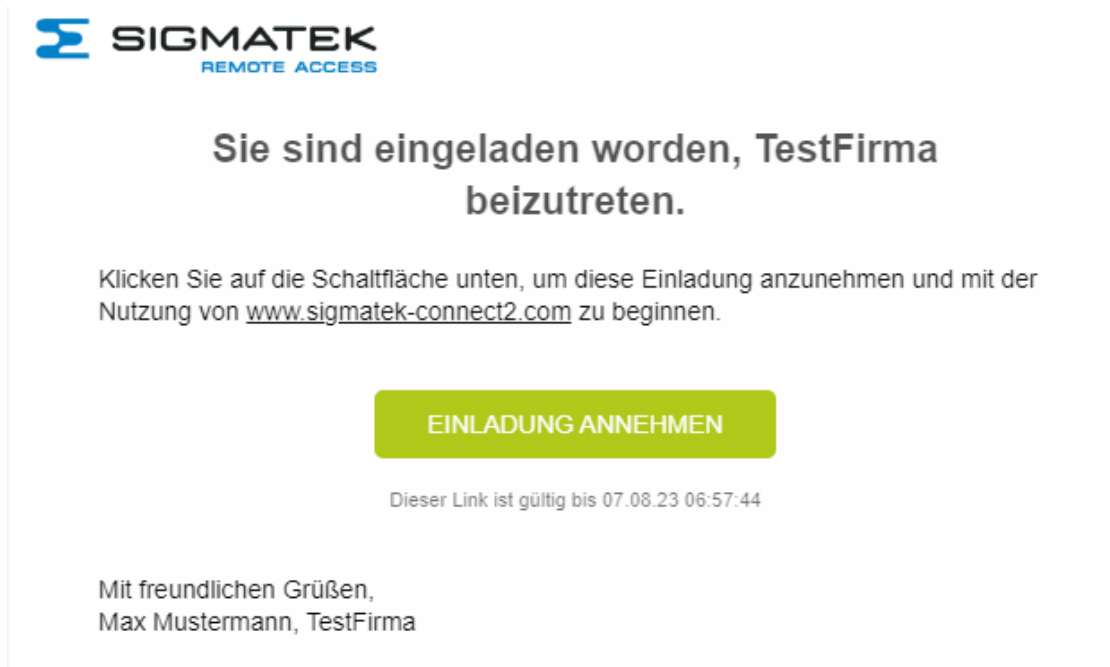 SIGMATEK
REMOTE ACCESS
Sie sind eingeladen worden, TestFirma
beizutreten.
Klicken Sie auf die Schaltfläche unten, um diese Einladung anzunehmen und mit der
Nutzung von www.sigmatek-connect2.com zu beginnen.
EINLADUNG ANNEHMEN
Dieser Link ist gültig bis 07.08.23 06:57:44
Mit freundlichen Grüßen,
Max Mustermann, TestFirma